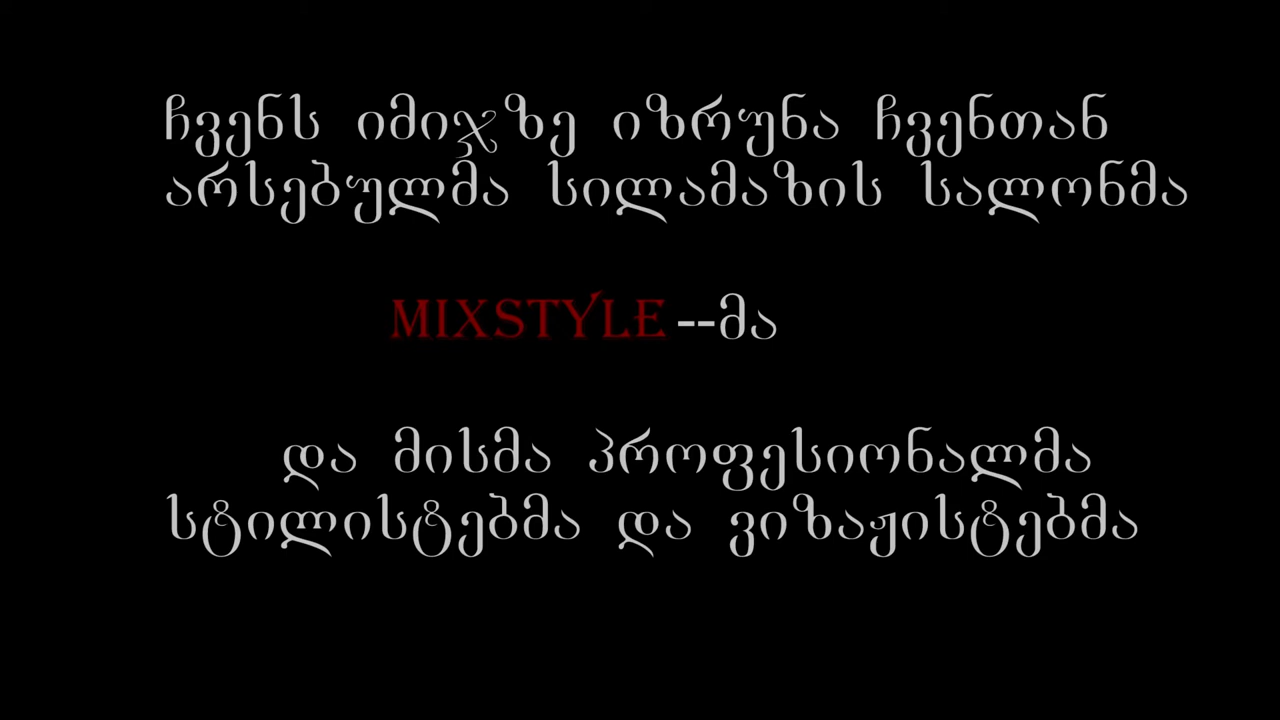 ჩვენს იმიჯზე იზრუნა ჩვენთან
არსებულმა სილამაზის სალონმა
MIXSTYLE --მა
და მისმა პროფესიონალმა
სტილისტებმა და ვიზაჟისტებმა